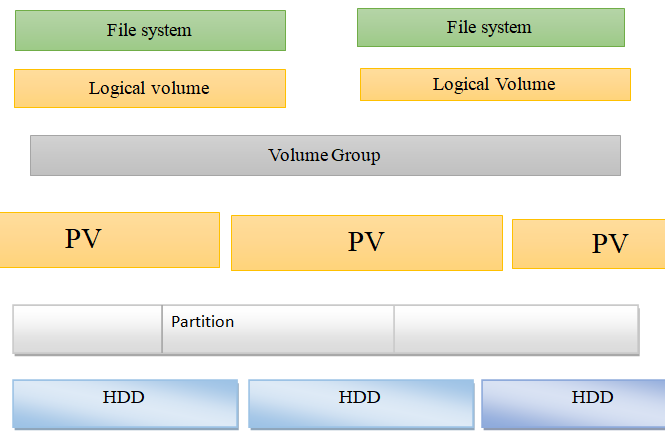 File system
File system
Logical volume
Logical Volume
Volume Group
PV
PV
PV
Partition
HDD
HDD
HDD